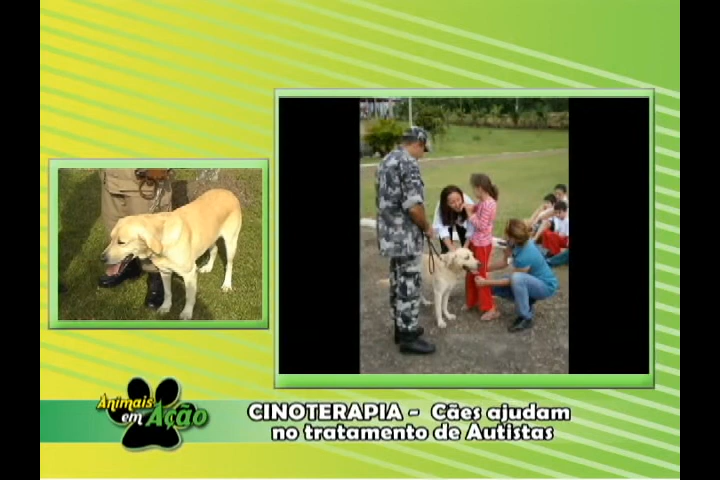 Animais
em Ação
CINOTERAPIA - Cães ajudam
no tratamento de Autistas